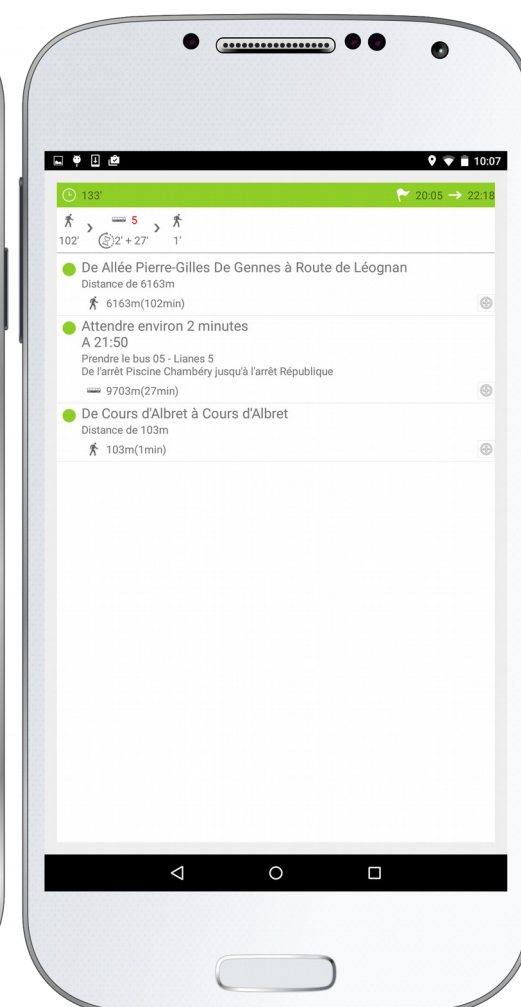 10:07
133' 20:05 → 22:18
5
102' 2' + 27' 1'
De Allée Pierre-Gilles De Gennes à Route de Léognan
Distance de 6163m
6163m(102min)
Attendre environ 2 minutes
A 21:50
Prendre le bus 05 - Lianes 5
De l'arrêt Piscine Chambéry jusqu'à l'arrêt République
9703m(27min)
De Cours d'Albret à Cours d'Albret
Distance de 103m
103m(1min)